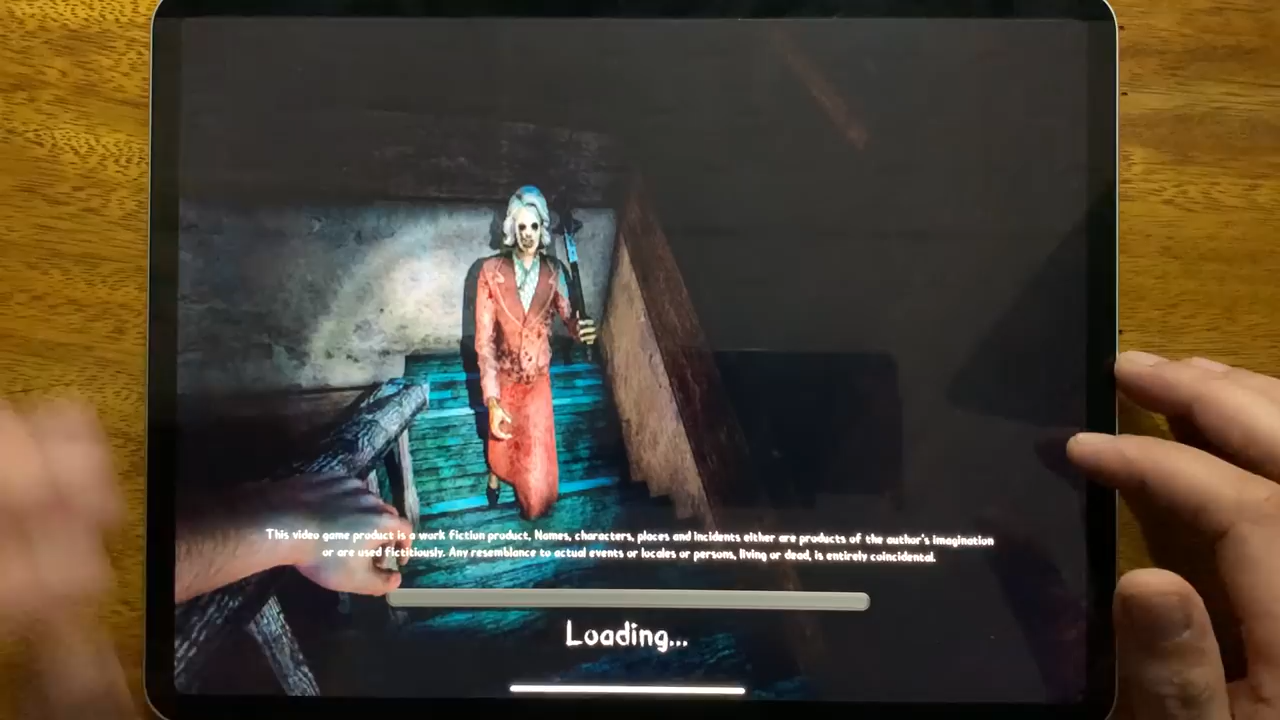 This video game product is a work fiction product. Names, characters, places and incidents either are products of the author's imagination
or are used fictitiously. Any resemblance to actual events or locales or persons, living or dead, is entirely coincidental.
Loading...